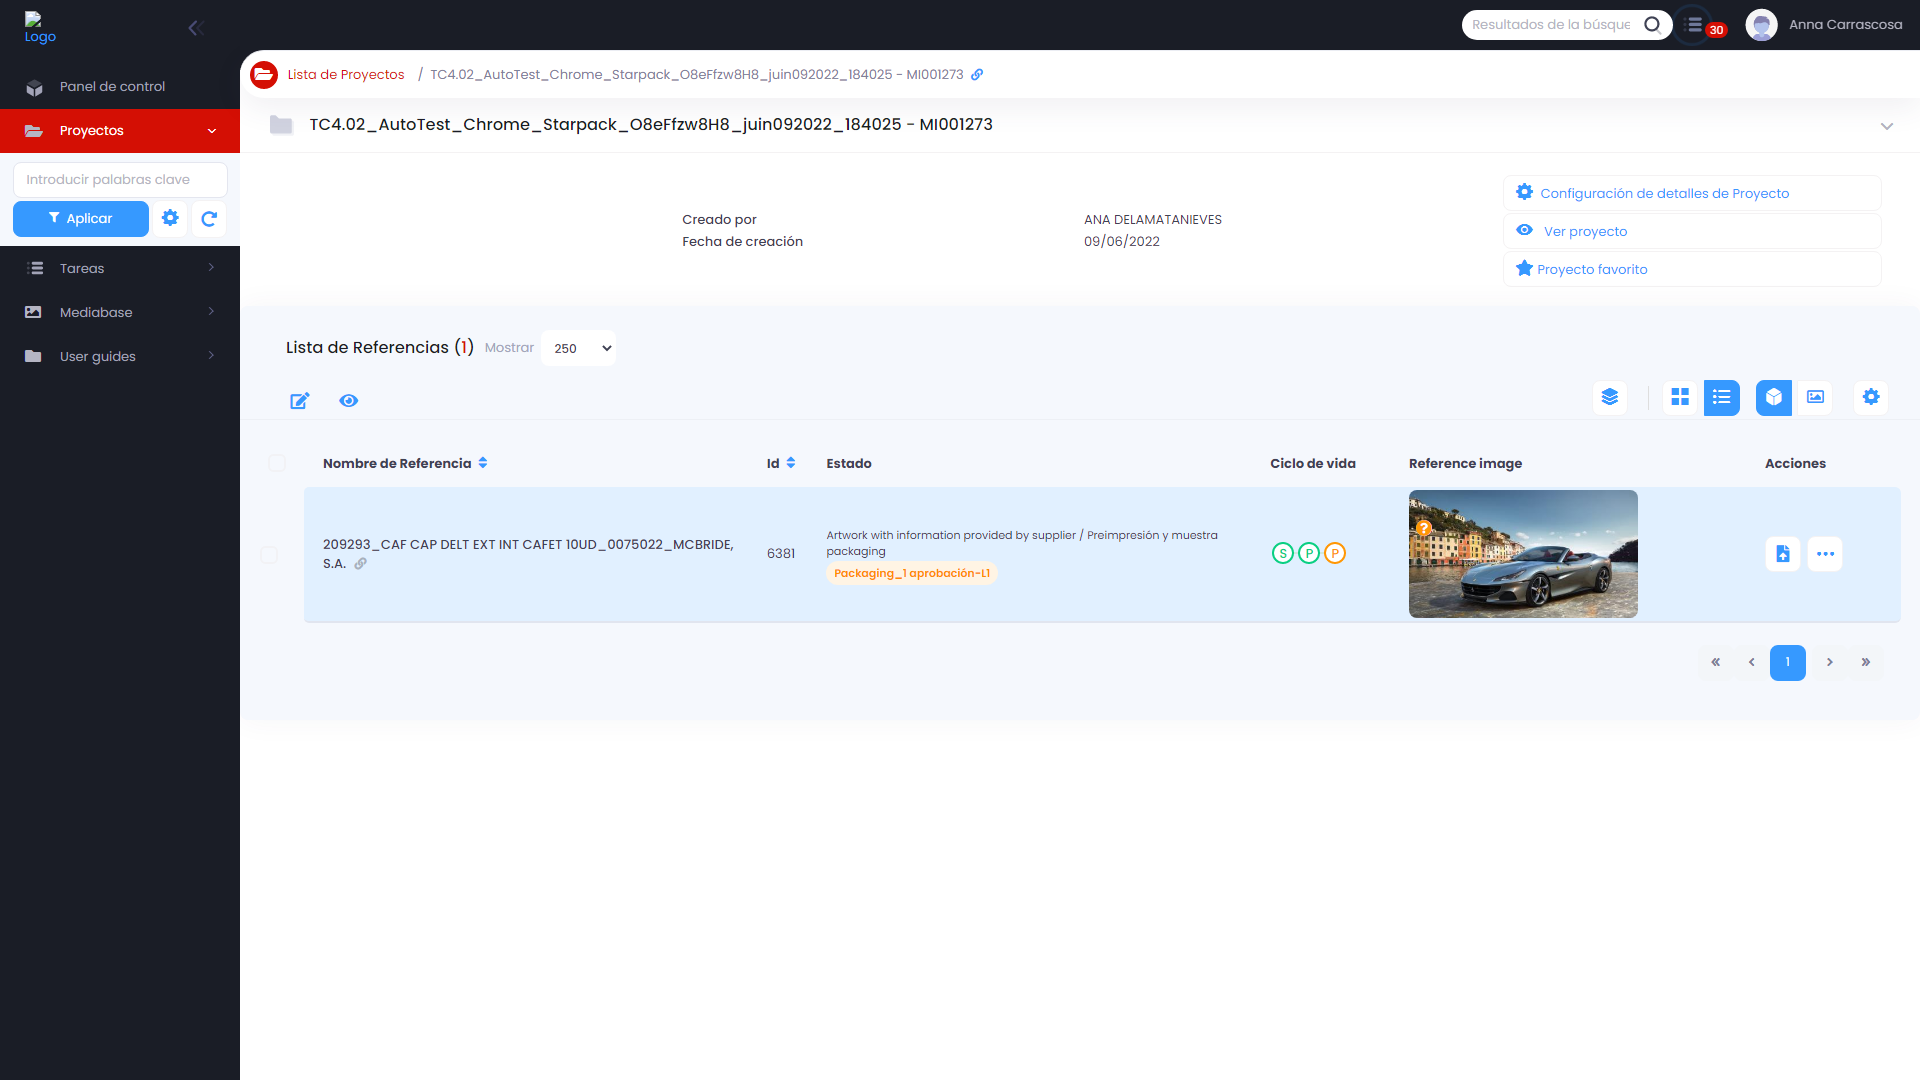 Logo
Resultados de la búsque
30
Anna Carrascosa
Panel de control
Proyectos
Introducir palabras clave
Aplicar
Tareas
Mediabase
User guides
Lista de Proyectos / TC4.02_AutoTest_Chrome_Starpack_O8eFfzw8H8_juin092022_184025 - MI001273
TC4.02_AutoTest_Chrome_Starpack_O8eFfzw8H8_juin092022_184025 - MI001273
Creado por ANA DELAMATANIEVES
Fecha de creación 09/06/2022
Configuración de detalles de Proyecto
Ver proyecto
Proyecto favorito
Lista de Referencias (1) Mostrar 250
Nombre de Referencia Id Estado Ciclo de vida Reference image Acciones
209293_CAF CAP DELT EXT INT CAFET 10UD_0075022_MCBRIDE,
S.A.
6381
Artwork with information provided by supplier / Preimpresión y muestra
packaging
Packaging_1 aprobación-L1
S P P
?
« ‹ 1 › »